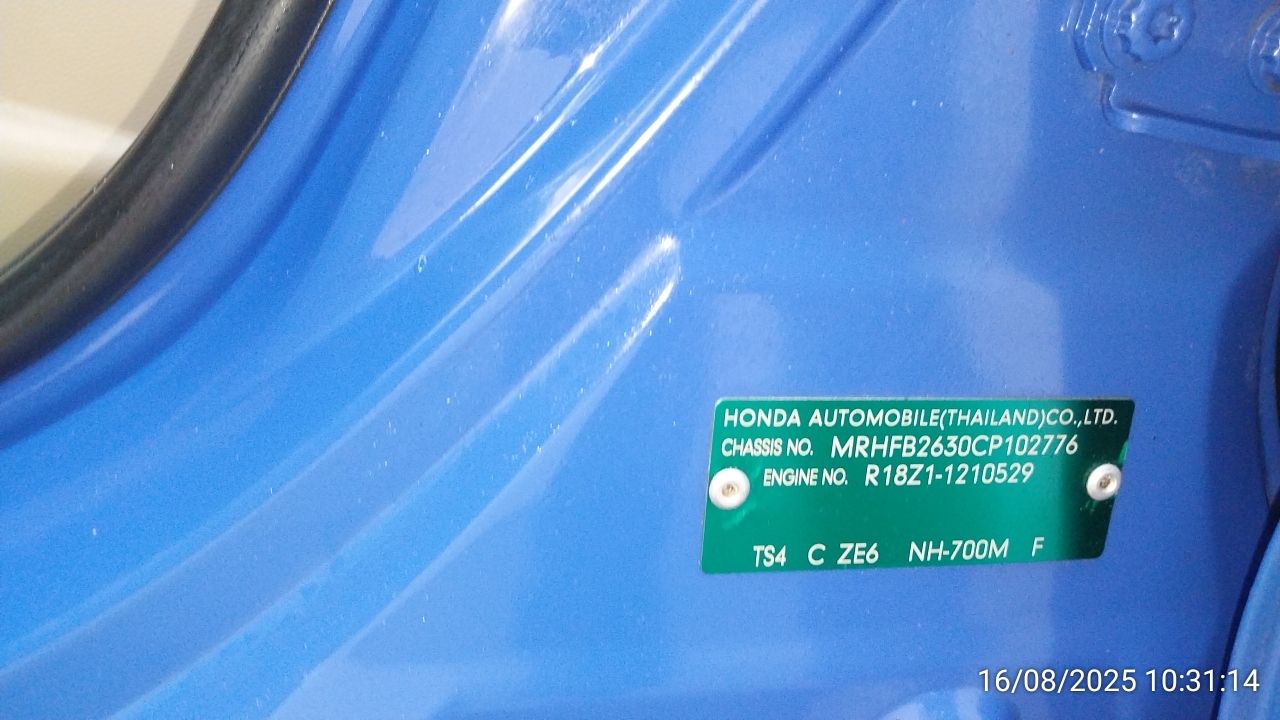 HONDA AUTOMOBILE(THAILAND)CO.,LTD.
CHASSIS NO. MRHFB2630CP102776
ENGINE NO. R18Z1-1210529
TS4 C ZE6 NH-700M F
16/08/2025 10:31:14